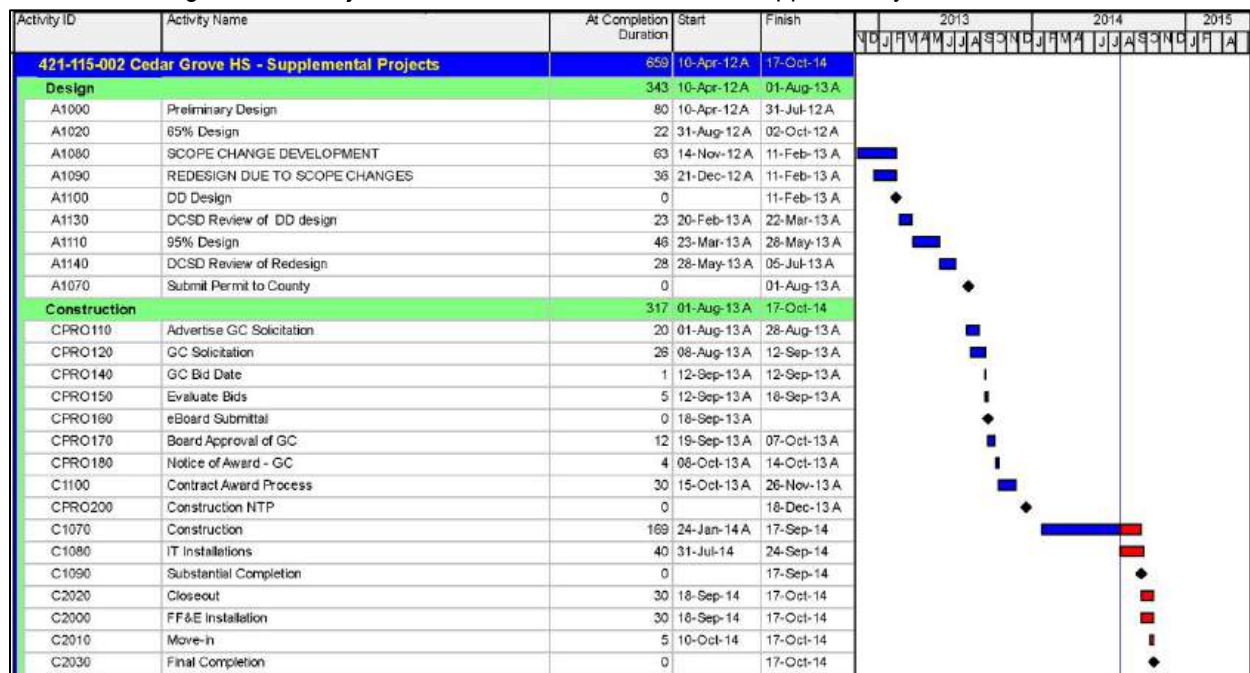 Activity ID Activity Name At Completion Duration Start Finish 2013 2014 2015
421-115-002 Cedar Grove HS - Supplemental Projects 659 10-Apr-12 A 17-Oct-14
Design 343 10-Apr-12 A 01-Aug-13 A
A1000 Preliminary Design 80 10-Apr-12 A 31-Jul-12 A
A1020 65% Design 22 31-Aug-12 A 02-Oct-12 A
A1080 SCOPE CHANGE DEVELOPMENT 63 14-Nov-12 A 11-Feb-13 A
A1090 REDESIGN DUE TO SCOPE CHANGES 36 21-Dec-12 A 11-Feb-13 A
A1100 DD Design 0 11-Feb-13 A
A1130 DCSD Review of DD design 23 20-Feb-13 A 22-Mar-13 A
A1110 95% Design 46 23-Mar-13 A 28-May-13 A
A1140 DCSD Review of Redesign 28 28-May-13 A 05-Jul-13 A
A1070 Submit Permit to County 0 01-Aug-13 A
Construction 317 01-Aug-13 A 17-Oct-14
CPRO110 Advertise GC Solicitation 20 01-Aug-13 A 28-Aug-13 A
CPRO120 GC Solicitation 26 08-Aug-13 A 12-Sep-13 A
CPRO140 GC Bid Date 1 12-Sep-13 A 12-Sep-13 A
CPRO150 Evaluate Bids 5 12-Sep-13 A 18-Sep-13 A
CPRO160 eBoard Submittal 0 18-Sep-13 A
CPRO170 Board Approval of GC 12 19-Sep-13 A 07-Oct-13 A
CPRO180 Notice of Award - GC 4 08-Oct-13 A 14-Oct-13 A
C1100 Contract Award Process 30 15-Oct-13 A 26-Nov-13 A
CPRO200 Construction NTP 0 18-Dec-13 A
C1070 Construction 169 24-Jan-14 A 17-Sep-14
C1080 IT Installations 40 31-Jul-14 24-Sep-14
C1090 Substantial Completion 0 17-Sep-14
C2020 Closeout 30 18-Sep-14 17-Oct-14
C2000 FF&E Installation 30 18-Sep-14 17-Oct-14
C2010 Move-in 5 10-Oct-14 17-Oct-14
C2030 Final Completion 0 17-Oct-14